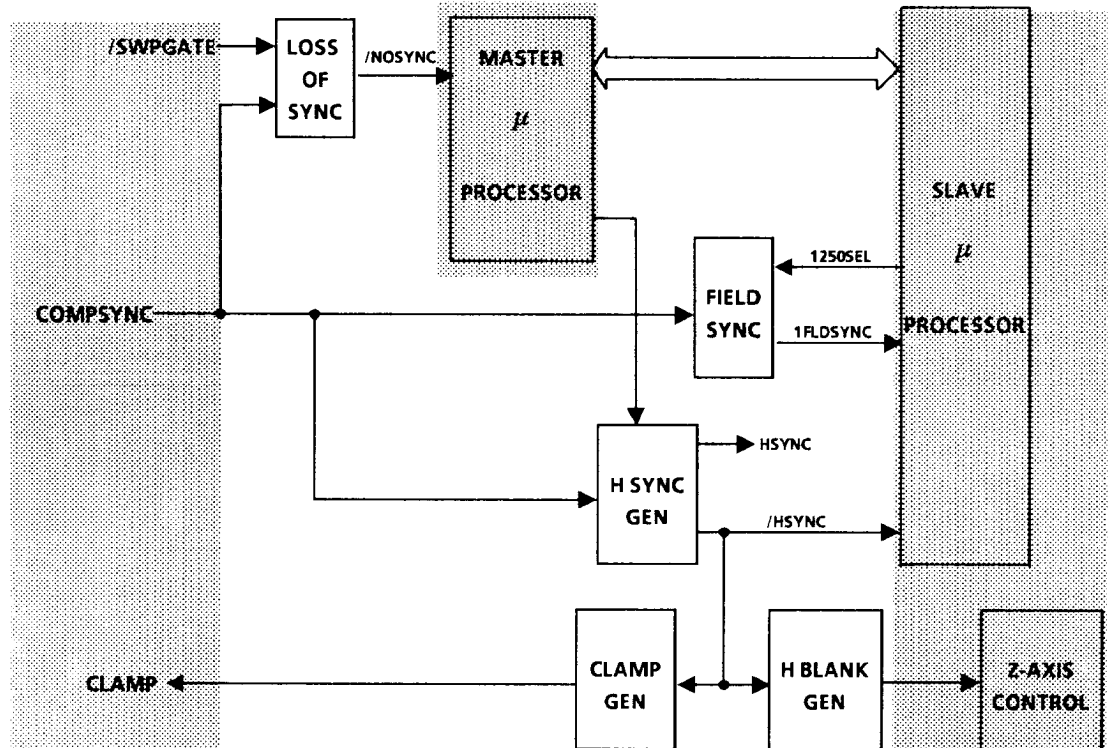 /SWPGATE
LOSS
OF
SYNC
/NOSYNC
MASTER
µ
PROCESSOR
SLAVE
µ
PROCESSOR
1250SEL
FIELD
SYNC
1FLDSYNC
COMPSYNC
HSYNC
H SYNC
GEN
/HSYNC
CLAMP
CLAMP
GEN
H BLANK
GEN
Z-AXIS
CONTROL